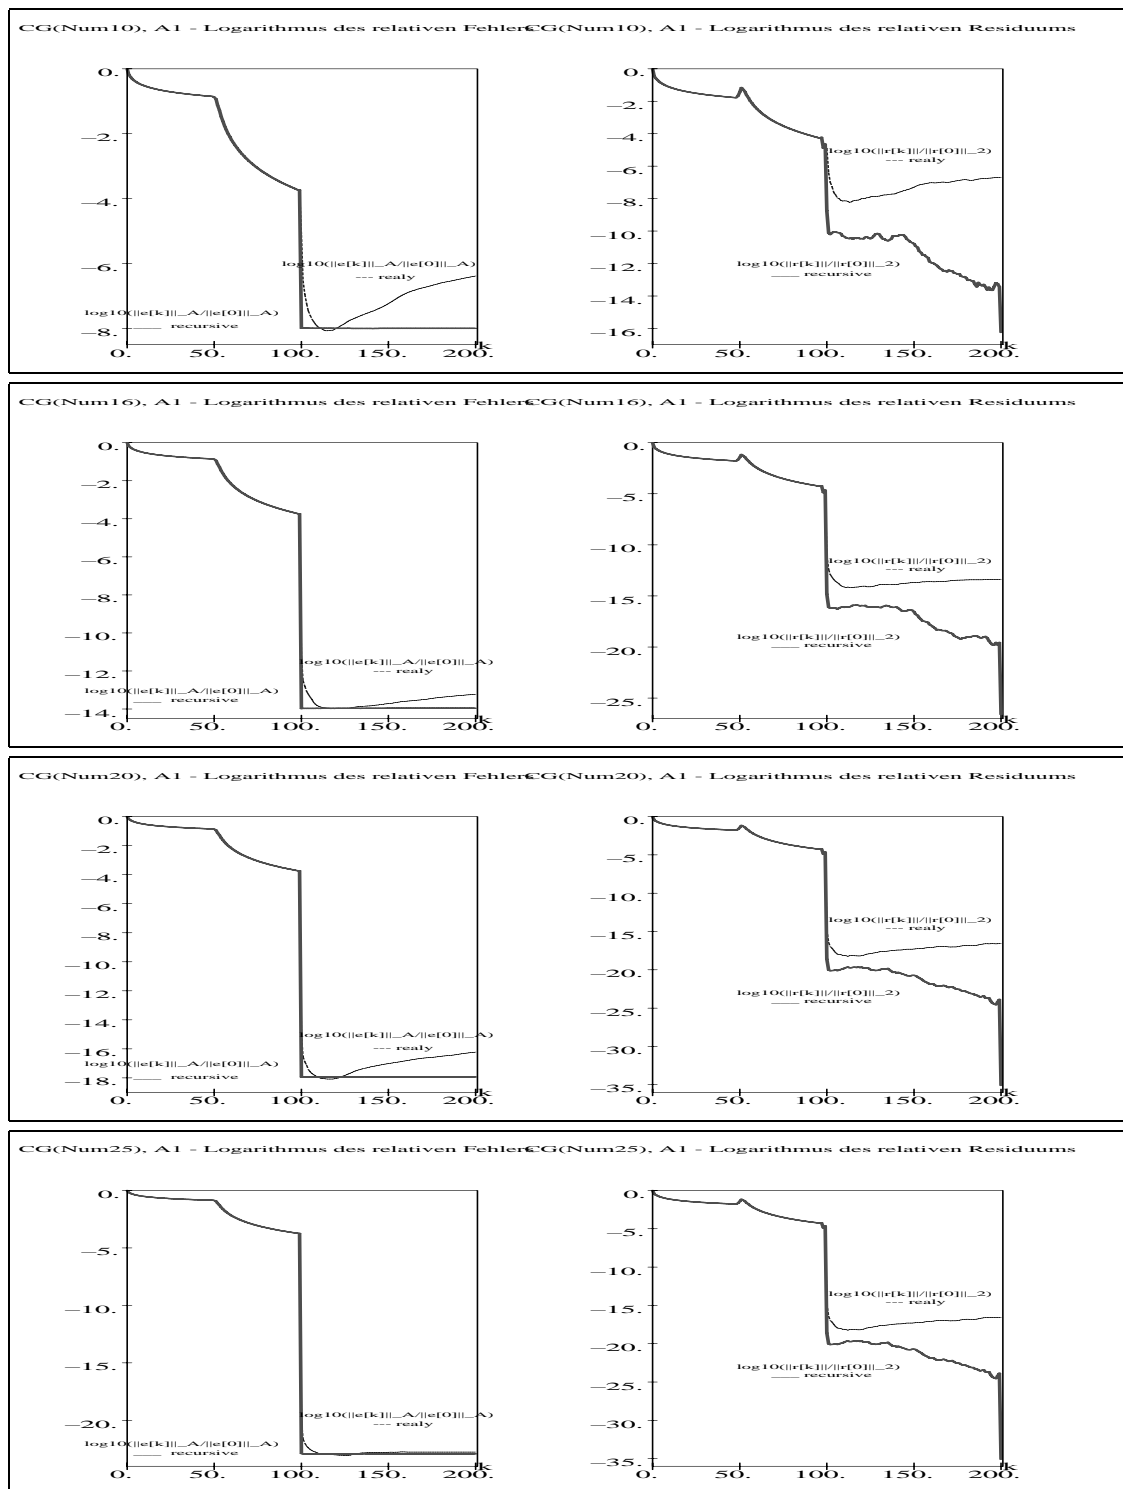 CG(Num10), A1 - Logarithmus des relativen Fehlers
CG(Num10), A1 - Logarithmus des relativen Residuums
0.
−2.
−4.
−6.
−8.
log10(||e[k]||_A/||e[0]||_A)
--- realy
log10(||e[k]||_A/||e[0]||_A)
___ recursive
0. 50. 100. 150. 200. k
0.
−2.
−4.
−6.
−8.
−10.
−12.
−14.
−16.
log10(||r[k]||/||r[0]||_2)
--- realy
log10(||r[k]||/||r[0]||_2)
___ recursive
0. 50. 100. 150. 200. k
CG(Num16), A1 - Logarithmus des relativen Fehlers
CG(Num16), A1 - Logarithmus des relativen Residuums
0.
−2.
−4.
−6.
−8.
−10.
−12.
−14.
log10(||e[k]||_A/||e[0]||_A)
--- realy
log10(||e[k]||_A/||e[0]||_A)
___ recursive
0. 50. 100. 150. 200. k
0.
−5.
−10.
−15.
−20.
−25.
log10(||r[k]||/||r[0]||_2)
--- realy
log10(||r[k]||/||r[0]||_2)
___ recursive
0. 50. 100. 150. 200. k
CG(Num20), A1 - Logarithmus des relativen Fehlers
CG(Num20), A1 - Logarithmus des relativen Residuums
0.
−2.
−4.
−6.
−8.
−10.
−12.
−14.
−16.
−18.
log10(||e[k]||_A/||e[0]||_A)
--- realy
log10(||e[k]||_A/||e[0]||_A)
___ recursive
0. 50. 100. 150. 200. k
0.
−5.
−10.
−15.
−20.
−25.
−30.
−35.
log10(||r[k]||/||r[0]||_2)
--- realy
log10(||r[k]||/||r[0]||_2)
___ recursive
0. 50. 100. 150. 200. k
CG(Num25), A1 - Logarithmus des relativen Fehlers
CG(Num25), A1 - Logarithmus des relativen Residuums
0.
−5.
−10.
−15.
−20.
log10(||e[k]||_A/||e[0]||_A)
--- realy
log10(||e[k]||_A/||e[0]||_A)
___ recursive
0. 50. 100. 150. 200. k
0.
−5.
−10.
−15.
−20.
−25.
−30.
−35.
log10(||r[k]||/||r[0]||_2)
--- realy
log10(||r[k]||/||r[0]||_2)
___ recursive
0. 50. 100. 150. 200. k